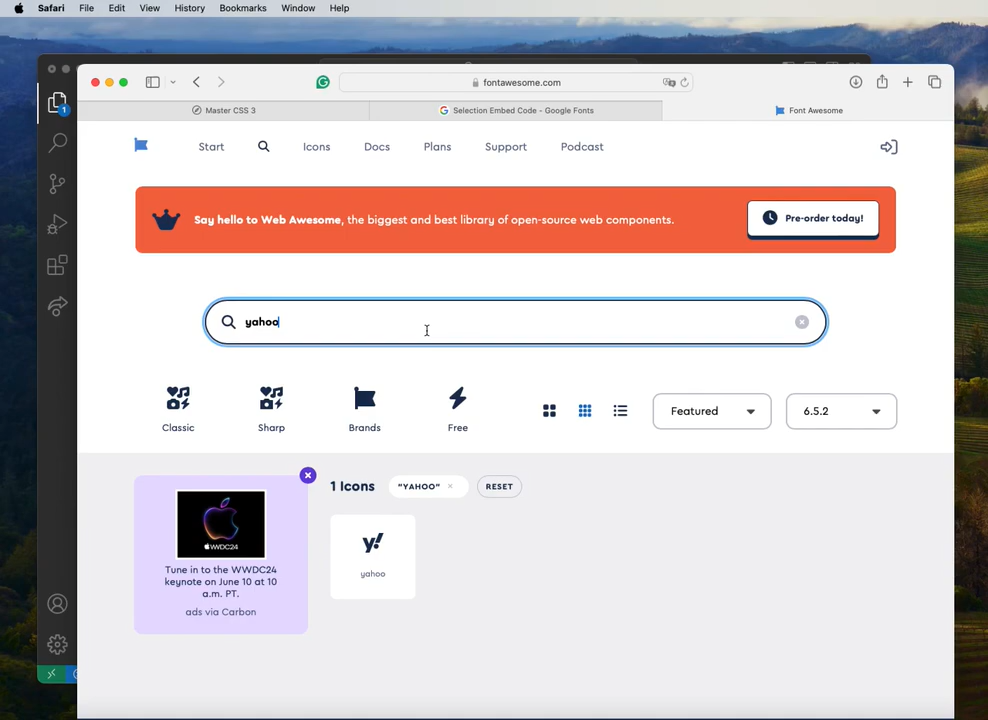 Safari File Edit View History Bookmarks Window Help
fontawesome.com
Master CSS 3
Selection Embed Code - Google Fonts
Font Awesome
Start Icons Docs Plans Support Podcast
Say hello to Web Awesome, the biggest and best library of open-source web components.
Pre-order today!
yahoo
Classic Sharp Brands Free
Featured
6.5.2
1 Icons
"YAHOO" ×
RESET
y!
yahoo
WWDC24
Tune in to the WWDC24
keynote on June 10 at 10
a.m. PT.
ads via Carbon
1